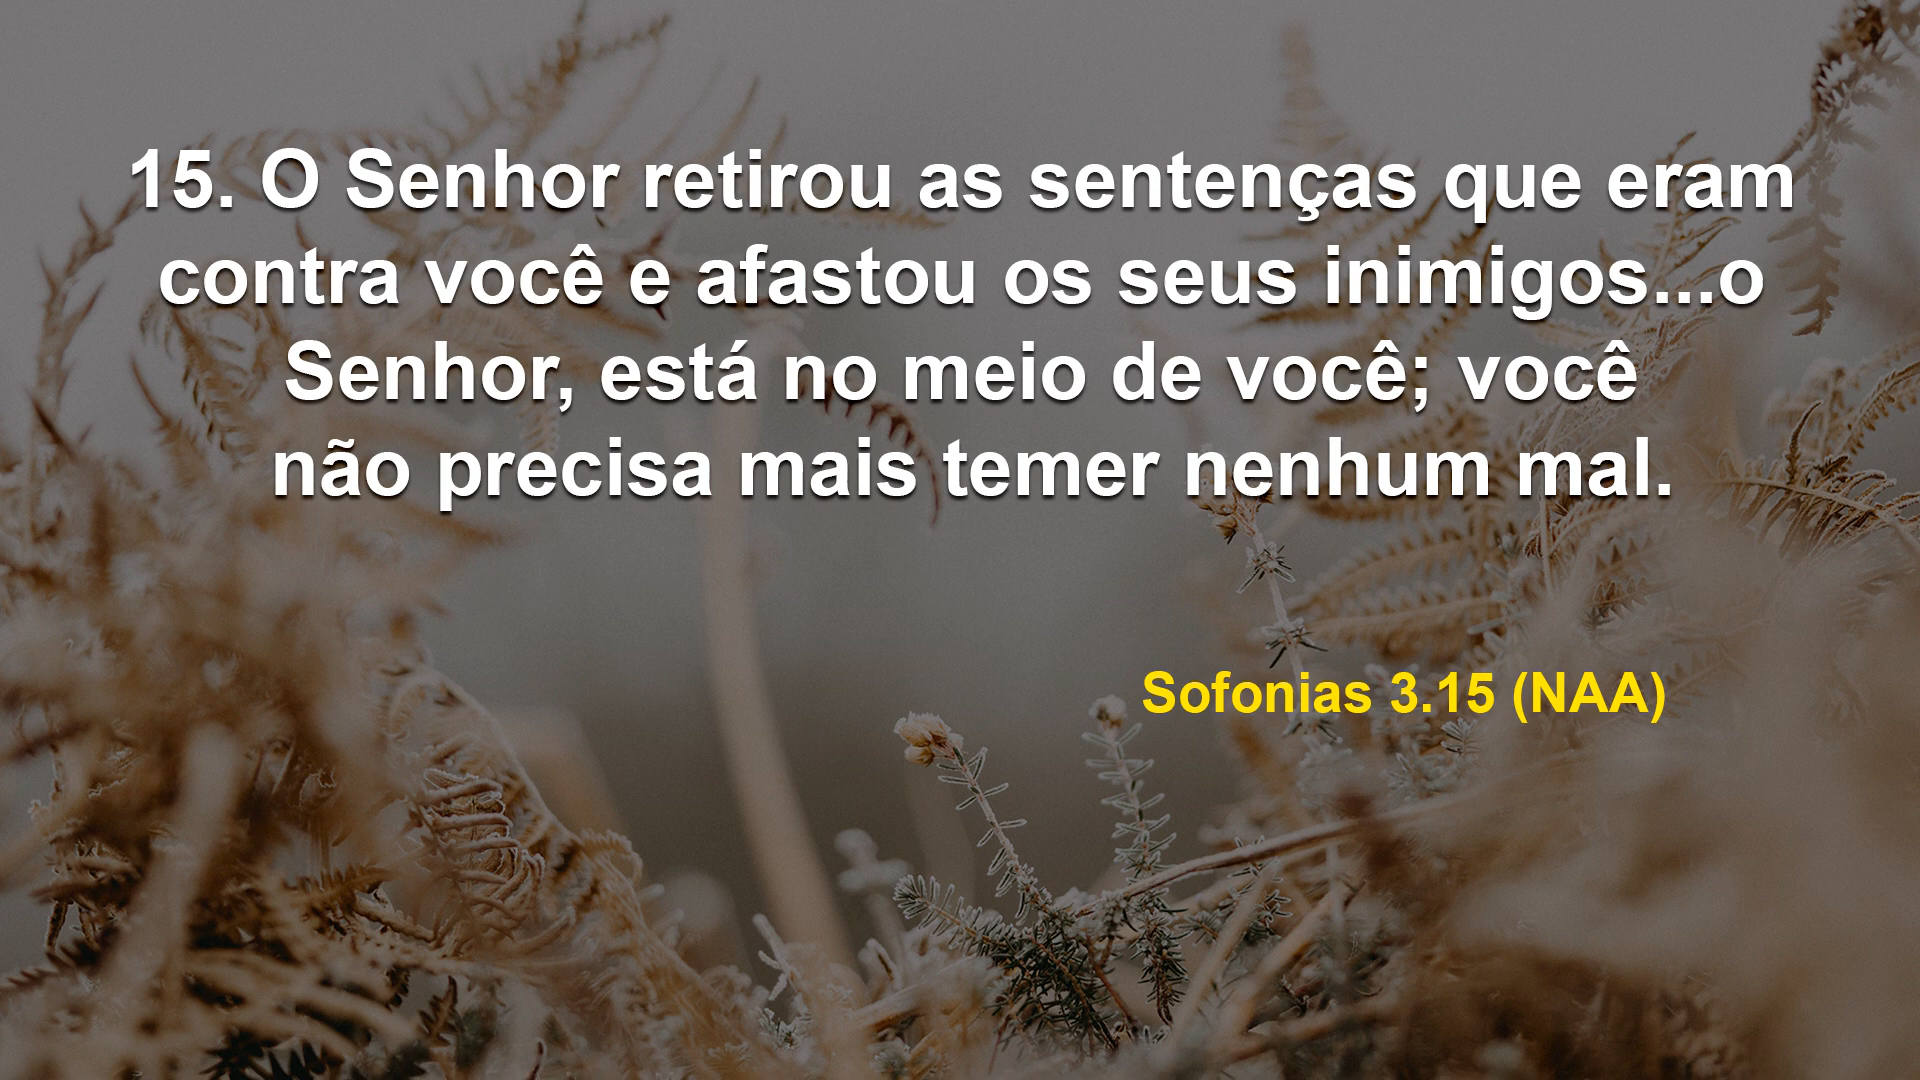 15. O Senhor retirou as sentenças que eram
contra você e afastou os seus inimigos...o
Senhor, está no meio de você; você
não precisa mais temer nenhum mal.
Sofonias 3.15 (NAA)